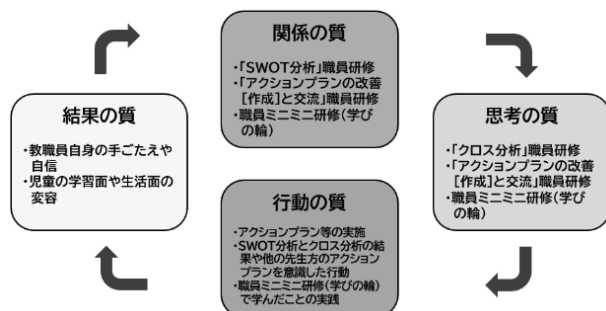 関係の質
・「SWOT分析」職員研修
・「アクションプランの改善
[作成]と交流」職員研修
・職員ミニミニ研修(学び
の輪)
思考の質
・「クロス分析」職員研修
・「アクションプランの改善
[作成]と交流」職員研修
・職員ミニミニ研修(学び
の輪)
行動の質
・アクションプラン等の実施
・SWOT分析とクロス分析の結
果や他の先生方のアクション
プランを意識した行動
・職員ミニミニ研修(学びの輪)
で学んだことの実践
結果の質
・教職員自身の手ごたえや
自信
・児童の学習面や生活面の
変容